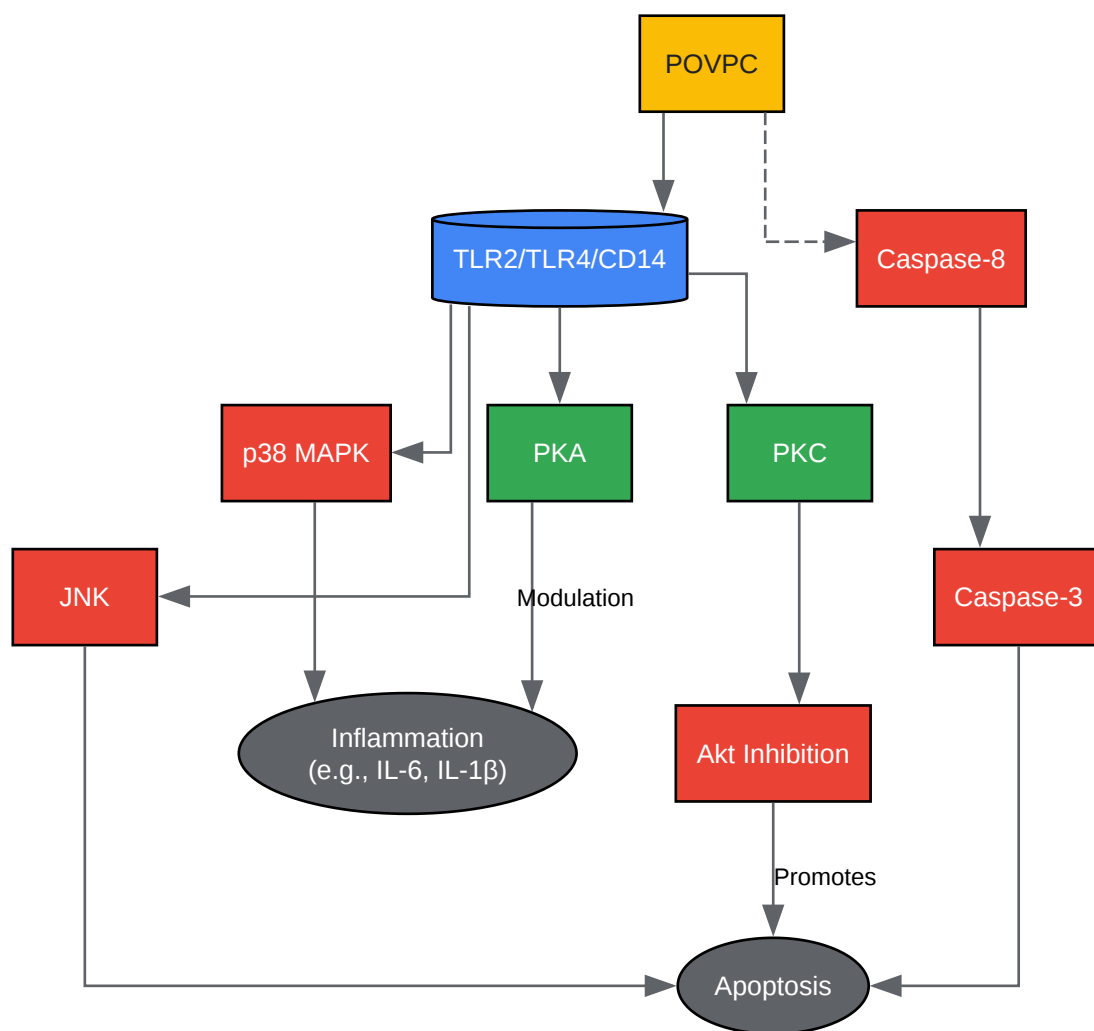 POVPC
TLR2/TLR4/CD14
Caspase-8
p38 MAPK
PKA
PKC
JNK
Modulation
Caspase-3
Inflammation
(e.g., IL-6, IL-1β)
Akt Inhibition
Promotes
Apoptosis